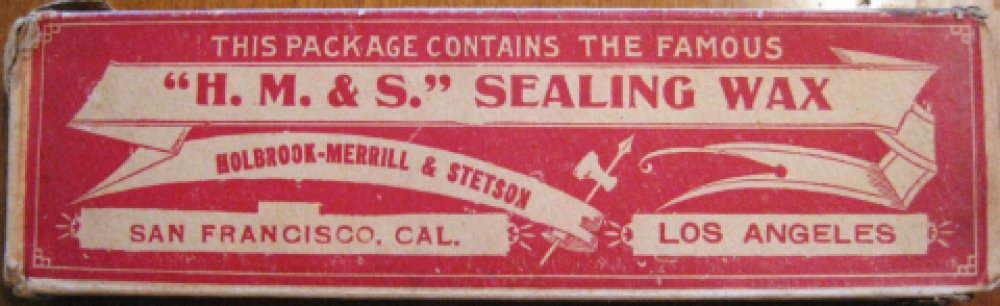 THIS PACKAGE CONTAINS THE FAMOUS
"H. M. & S." SEALING WAX
HOLBROOK-MERRILL & STETSON
SAN FRANCISCO. CAL.
LOS ANGELES